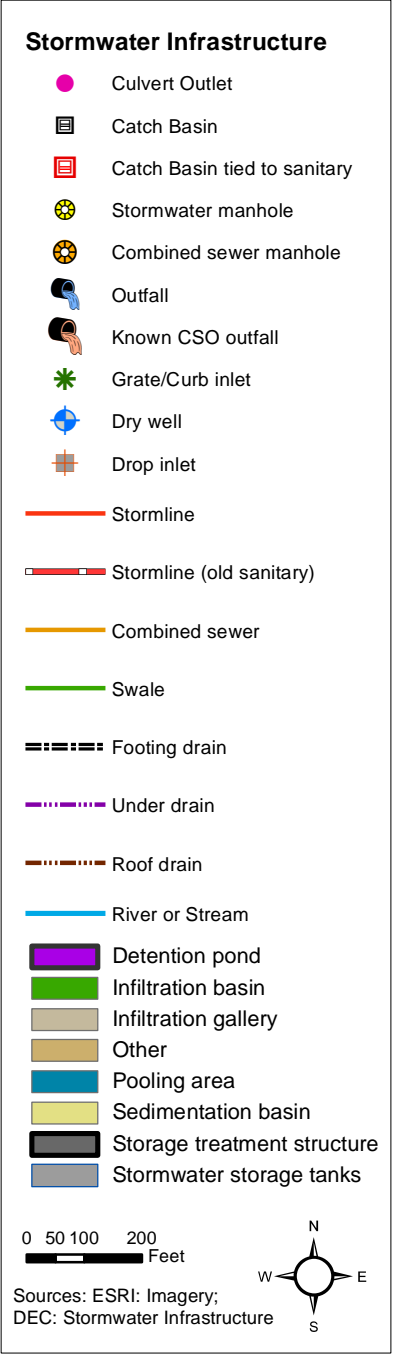 Stormwater Infrastructure
Culvert Outlet
Catch Basin
Catch Basin tied to sanitary
Stormwater manhole
Combined sewer manhole
Outfall
Known CSO outfall
Grate/Curb inlet
Dry well
Drop inlet
Stormline
Stormline (old sanitary)
Combined sewer
Swale
Footing drain
Under drain
Roof drain
River or Stream
Detention pond
Infiltration basin
Infiltration gallery
Other
Pooling area
Sedimentation basin
Storage treatment structure
Stormwater storage tanks
0 50 100 200
Feet
N
W E
S
Sources: ESRI: Imagery;
DEC: Stormwater Infrastructure